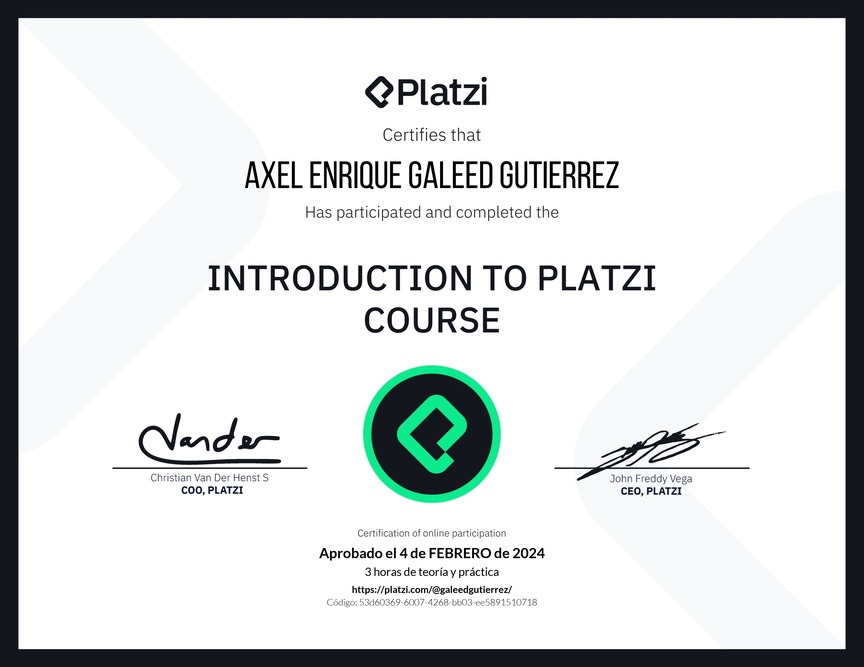 Platzi
Certifies that
AXEL ENRIQUE GALEED GUTIERREZ
Has participated and completed the
INTRODUCTION TO PLATZI
COURSE
Vander
Christian Van Der Henst S
COO, PLATZI
John Freddy Vega
CEO, PLATZI
Certification of online participation
Aprobado el 4 de FEBRERO de 2024
3 horas de teoría y práctica
https://platzi.com/@galeedgutierrez/
Código: 53d60369-6007-4268-bb03-ee5891510718